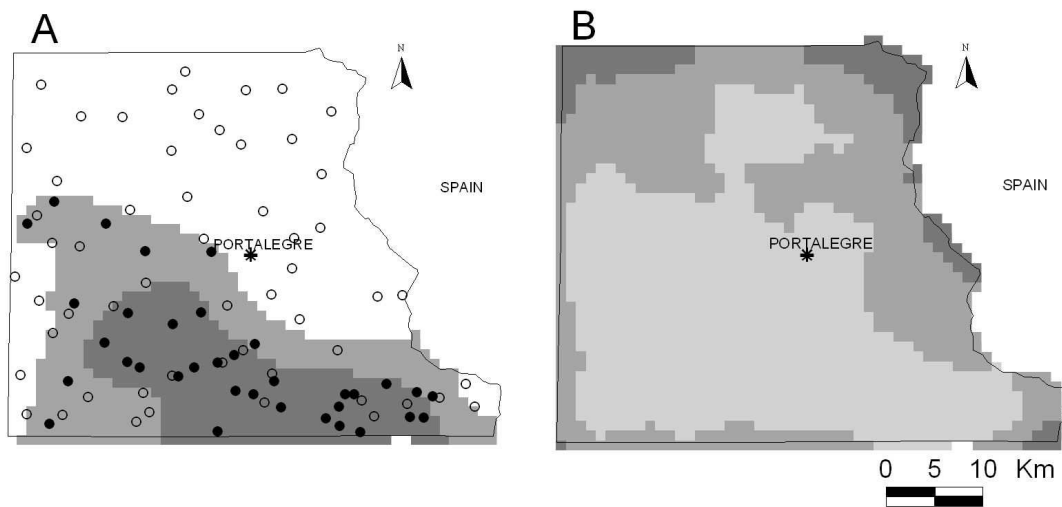 A
N
SPAIN
PORTALEGRE
B
N
SPAIN
PORTALEGRE
0 5 10 Km